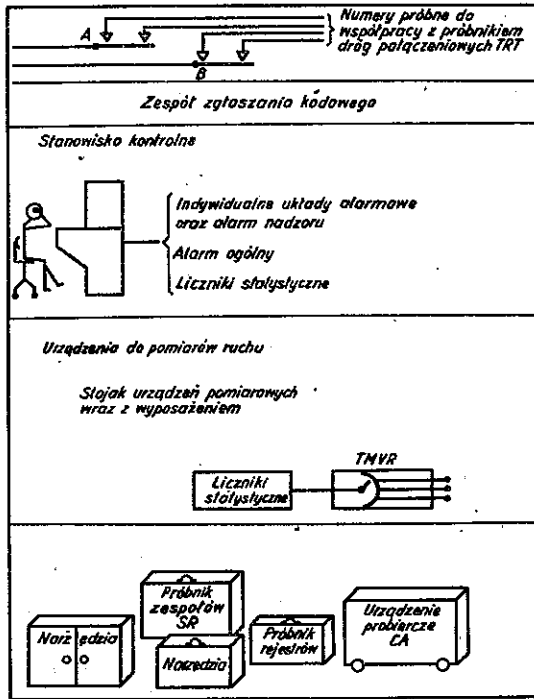 Numery próbne do
współpracy z próbnikiem
dróg połączeniowych TRT
A
B
Zespół zgłaszania kodowego
Stanowisko kontrolne
Indywidualne układy alarmowe
oraz alarm nadzoru
Alarm ogólny
Liczniki statystyczne
Urządzenia do pomiarów ruchu
Stojak urządzeń pomiarowych
wraz z wyposażeniem
TMVR
Liczniki
statystyczne
Próbnik
zespołów
SR
Narzędzia
Narzędzia
Próbnik
rejestrów
Urządzenie
probiercze
CA